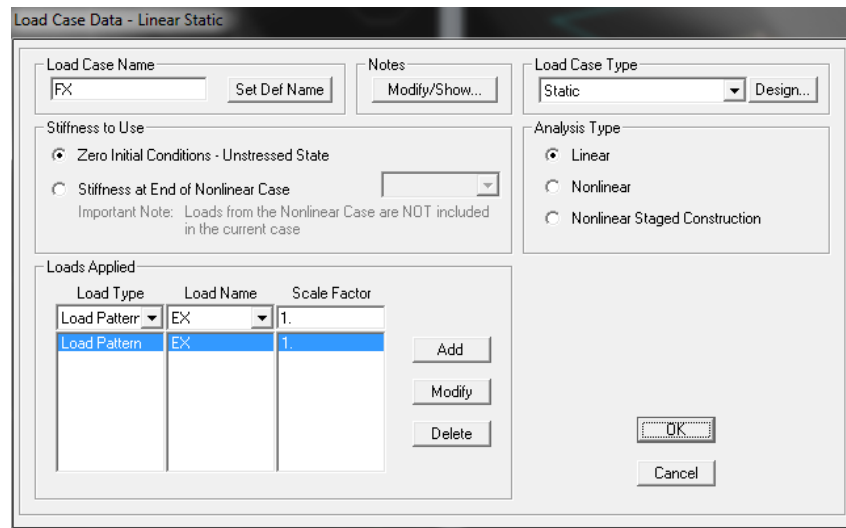 Load Case Data - Linear Static
Load Case Name
FX
Set Def Name
Notes
Modify/Show...
Load Case Type
Static
Design...
Stiffness to Use
Zero Initial Conditions - Unstressed State
Stiffness at End of Nonlinear Case
Important Note: Loads from the Nonlinear Case are NOT included
in the current case
Analysis Type
Linear
Nonlinear
Nonlinear Staged Construction
Loads Applied
Load Type Load Name Scale Factor
Load Pattern EX 1.
Load Pattern EX 1.
Add
Modify
Delete
OK
Cancel